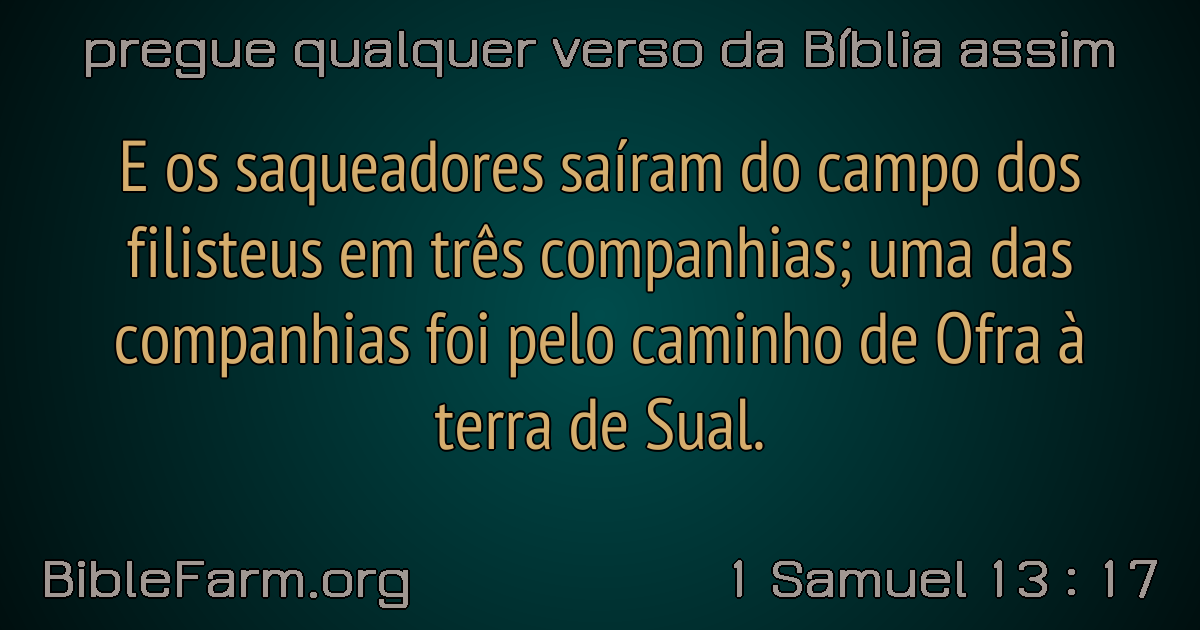 pregue qualquer verso da Bíblia assim
E os saqueadores saíram do campo dos
filisteus em três companhias; uma das
companhias foi pelo caminho de Ofra à
terra de Sual.
BibleFarm.org
1 Samuel 13 : 17